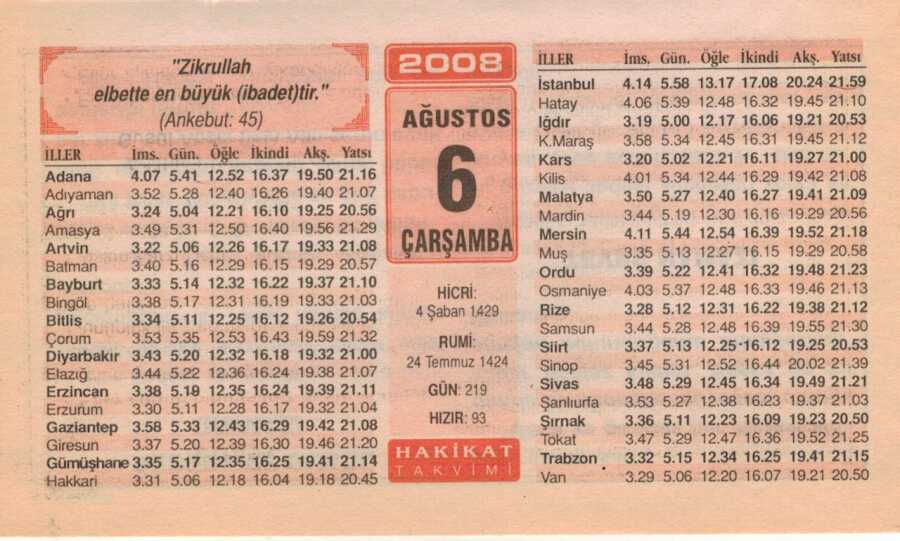 "Zikrullah
elbette en büyük (ibadet)tir."
(Ankebut: 45)
İLLER İms. Gün. Öğle İkindi Akş. Yatsı
Adana 4.07 5.41 12.52 16.37 19.50 21.16
Adıyaman 3.52 5.28 12.40 16.26 19.40 21.07
Ağrı 3.24 5.04 12.21 16.10 19.25 20.56
Amasya 3.49 5.31 12.50 16.40 19.56 21.29
Artvin 3.22 5.06 12.26 16.17 19.33 21.08
Batman 3.40 5.16 12.29 16.15 19.29 20.57
Bayburt 3.33 5.14 12.32 16.22 19.37 21.10
Bingöl 3.38 5.17 12.31 16.19 19.33 21.03
Bitlis 3.34 5.11 12.25 16.12 19.26 20.54
Çorum 3.53 5.35 12.53 16.43 19.59 21.32
Diyarbakır 3.43 5.20 12.32 16.18 19.32 21.00
Elazığ 3.44 5.22 12.36 16.24 19.38 21.07
Erzincan 3.38 5.18 12.35 16.24 19.39 21.11
Erzurum 3.30 5.11 12.28 16.17 19.32 21.04
Gaziantep 3.58 5.33 12.43 16.29 19.42 21.08
Giresun 3.37 5.20 12.39 16.30 19.46 21.20
Gümüşhane 3.35 5.17 12.35 16.25 19.41 21.14
Hakkari 3.31 5.06 12.18 16.04 19.18 20.45
2008
AĞUSTOS
6
ÇARŞAMBA
HİCRİ:
4 Şaban 1429
RUMİ:
24 Temmuz 1424
GÜN: 219
HIZIR: 93
HAKİKAT
TAKVİMİ
İLLER İms. Gün. Öğle İkindi Akş. Yatsı
İstanbul 4.14 5.58 13.17 17.08 20.24 21.59
Hatay 4.06 5.39 12.48 16.32 19.45 21.10
Iğdır 3.19 5.00 12.17 16.06 19.21 20.53
K.Maraş 3.58 5.34 12.45 16.31 19.45 21.12
Kars 3.20 5.02 12.21 16.11 19.27 21.00
Kilis 4.01 5.34 12.44 16.29 19.42 21.08
Malatya 3.50 5.27 12.40 16.27 19.41 21.09
Mardin 3.44 5.19 12.30 16.16 19.29 20.56
Mersin 4.11 5.44 12.54 16.39 19.52 21.18
Muş 3.35 5.13 12.27 16.15 19.29 20.58
Ordu 3.39 5.22 12.41 16.32 19.48 21.23
Osmaniye 4.03 5.37 12.48 16.33 19.46 21.13
Rize 3.28 5.12 12.31 16.22 19.38 21.12
Samsun 3.44 5.28 12.48 16.39 19.55 21.30
Siirt 3.37 5.13 12.25 16.12 19.25 20.53
Sinop 3.45 5.31 12.52 16.44 20.02 21.39
Sivas 3.48 5.29 12.45 16.34 19.49 21.21
Şanlıurfa 3.53 5.27 12.38 16.23 19.37 21.03
Şırnak 3.36 5.11 12.23 16.09 19.23 20.50
Tokat 3.47 5.29 12.47 16.36 19.52 21.25
Trabzon 3.32 5.15 12.34 16.25 19.41 21.15
Van 3.29 5.06 12.20 16.07 19.21 20.50